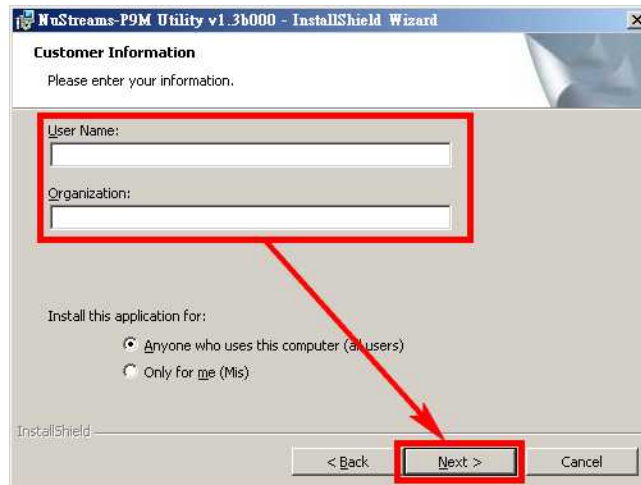 NuStreams-P9M Utility v1.3b000 - InstallShield Wizard
Customer Information
Please enter your information.
User Name:
Organization:
Install this application for:
Anyone who uses this computer (all users)
Only for me (Mis)
InstallShield
< Back Next > Cancel